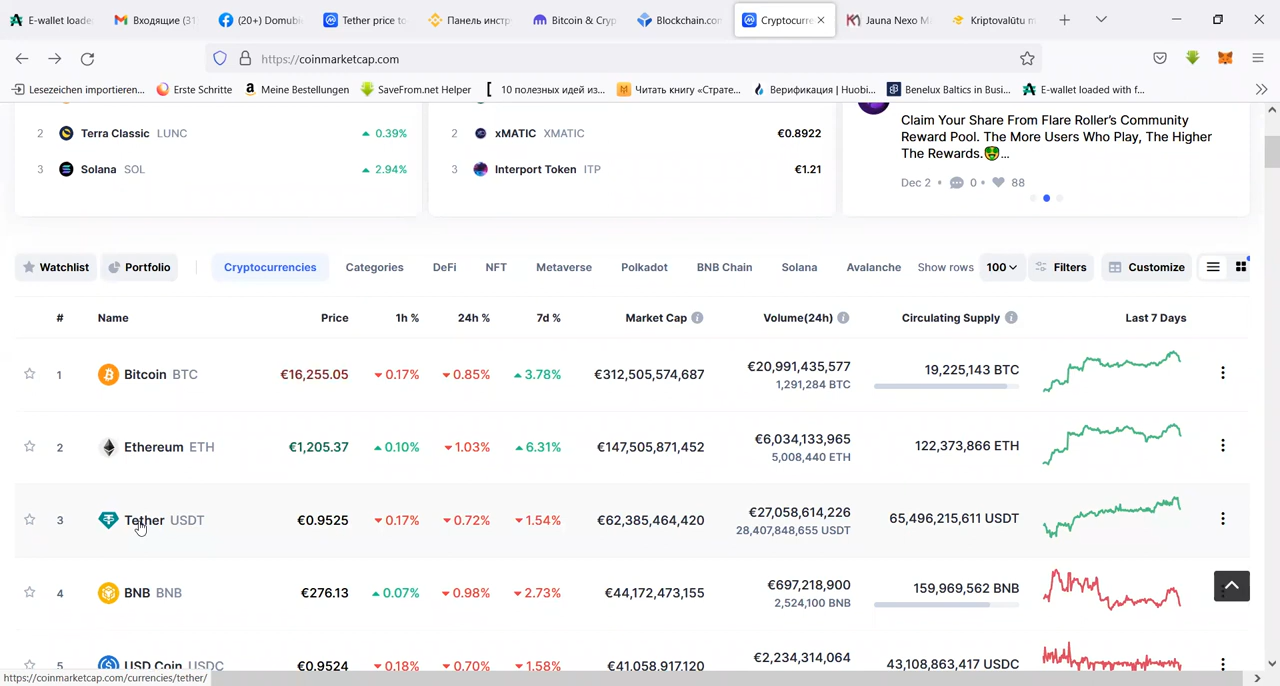 E-wallet loade
Входящие (31
(20+) Domub
Tether price to
Панель инстр
Bitcoin & Cryp
Blockchain.com
Cryptocurre
Jauna Nexo M
Kriptovalūtu m
https://coinmarketcap.com
Lesezeichen importieren...
Erste Schritte
Meine Bestellungen
SaveFrom.net Helper
10 полезных идей из...
Читать книгу «Страте...
Верификация | Huobi...
Benelux Baltics in Busi...
E-wallet loaded with f...
2 Terra Classic LUNC 0.39%
3 Solana SOL 2.94%
2 xMATIC XMATIC €0.8922
3 Interport Token ITP €1.21
Claim Your Share From Flare Roller's Community
Reward Pool. The More Users Who Play, The Higher
The Rewards.🤑...
Dec 2 • 0 • 88
Watchlist Portfolio Cryptocurrencies Categories DeFi NFT Metaverse Polkadot BNB Chain Solana Avalanche Show rows 100 Filters Customize
# Name Price 1h % 24h % 7d % Market Cap Volume(24h) Circulating Supply Last 7 Days
1 Bitcoin BTC €16,255.05 0.17% 0.85% 3.78% €312,505,574,687 €20,991,435,577 19,225,143 BTC
1,291,284 BTC
2 Ethereum ETH €1,205.37 0.10% 1.03% 6.31% €147,505,871,452 €6,034,133,965 122,373,866 ETH
5,008,440 ETH
3 Tether USDT €0.9525 0.17% 0.72% 1.54% €62,385,464,420 €27,058,614,226 65,496,215,611 USDT
28,407,848,655 USDT
4 BNB BNB €276.13 0.07% 0.98% 2.73% €44,172,473,155 €697,218,900 159,969,562 BNB
2,524,100 BNB
5 USD Coin USDC €0.9524 0.18% 0.70% 1.58% €41,058,917,120 €2,234,314,064 43,108,863,417 USDC
https://coinmarketcap.com/currencies/tether/